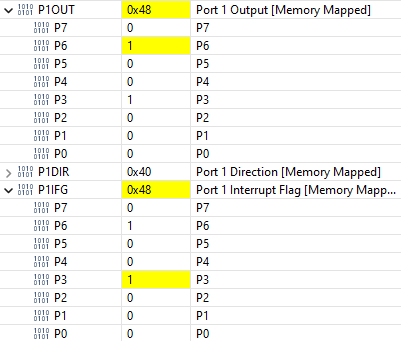 P1OUT 0x48 Port 1 Output [Memory Mapped]
P7 0 P7
P6 1 P6
P5 0 P5
P4 0 P4
P3 1 P3
P2 0 P2
P1 0 P1
P0 0 P0
P1DIR 0x40 Port 1 Direction [Memory Mapped]
P1IFG 0x48 Port 1 Interrupt Flag [Memory Mapp...
P7 0 P7
P6 1 P6
P5 0 P5
P4 0 P4
P3 1 P3
P2 0 P2
P1 0 P1
P0 0 P0